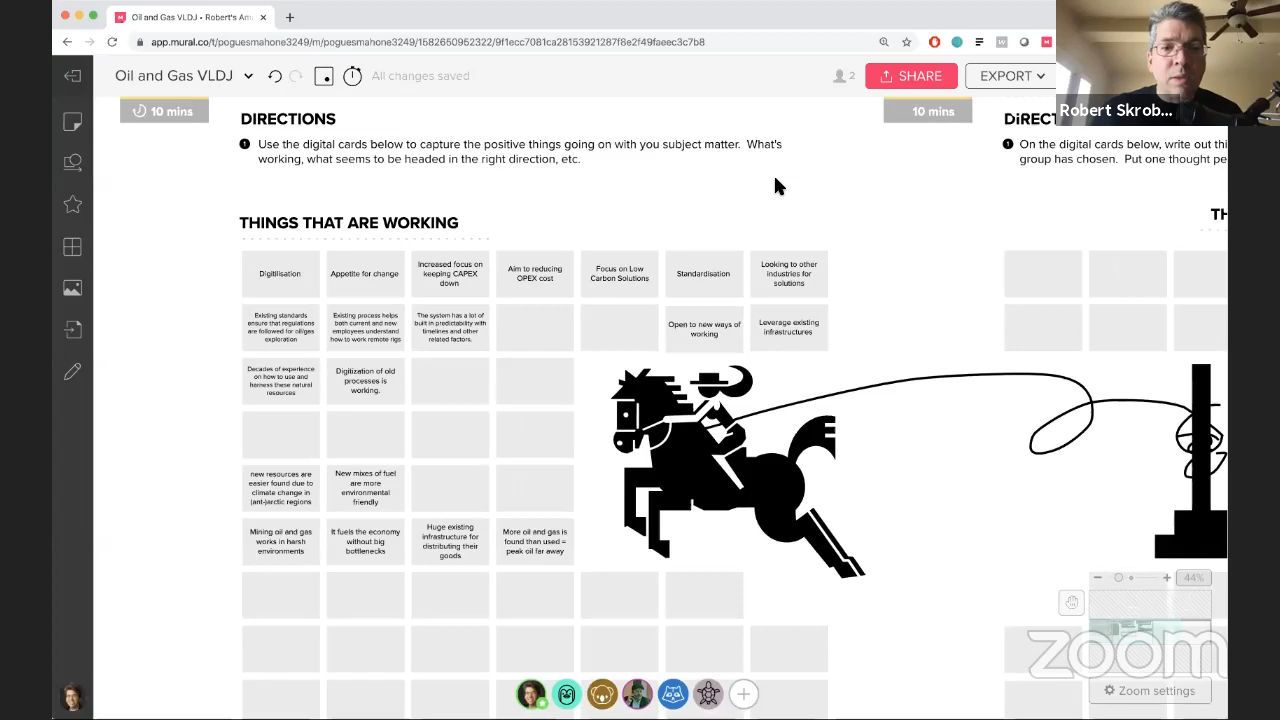 Oil and Gas VLDJ • Robert's Am
app.mural.co/t/poguesmahone3249/m/poguesmahone3249/1582650952322/9f1ecc7081ca28153921287f8e2f49faeec3c7b8
Oil and Gas VLDJ
All changes saved
2
SHARE
EXPORT
Robert Skrob...
10 mins
DIRECTIONS
1 Use the digital cards below to capture the positive things going on with you subject matter. What's
working, what seems to be headed in the right direction, etc.
10 mins
DiRECT
1 On the digital cards below, write out thi
group has chosen. Put one thought pe
THINGS THAT ARE WORKING
TH
Digitilisation
Appetite for change
Increased focus on
keeping CAPEX
down
Aim to reducing
OPEX cost
Focus on Low
Carbon Solutions
Standardisation
Looking to other
industries for
solutions
Existing standards
ensure that regulations
are followed for oil/gas
exploration
Existing process helps
both current and new
employees understand
how to work remote rigs
The system has a lot of
built in predictability with
timelines and other
related factors.
Open to new ways of
working
Leverage existing
infrastructures
Decades of experience
on how to use and
harness these natural
resources
Digitization of old
processes is
working.
new resources are
easier found due to
climate change in
(ant-)arctic regions
New mixes of fuel
are more
environmental
friendly
Mining oil and gas
works in harsh
environments
It fuels the economy
without big
bottlenecks
Huge existing
infrastructure for
distributing their
goods
More oil and gas is
found than used =
peak oil far away
44%
zoom
Zoom settings